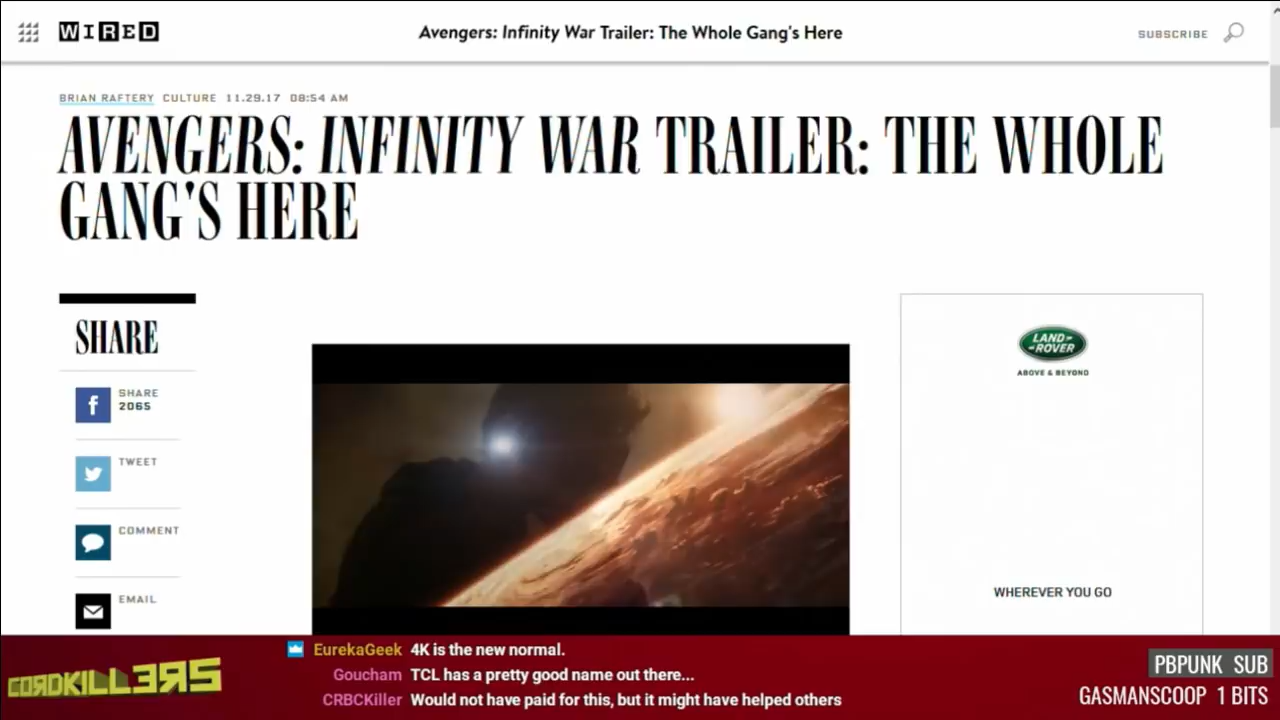 WIRED
Avengers: Infinity War Trailer: The Whole Gang's Here
SUBSCRIBE
BRIAN RAFTERY CULTURE 11.29.17 08:54 AM
AVENGERS: INFINITY WAR TRAILER: THE WHOLE
GANG'S HERE
SHARE
f SHARE
2065
TWEET
COMMENT
EMAIL
LAND-
-ROVER
ABOVE & BEYOND
WHEREVER YOU GO
CORDKILL3RS
EurekaGeek 4K is the new normal.
Goucham TCL has a pretty good name out there...
CRBCKiller Would not have paid for this, but it might have helped others
PBPUNK SUB
GASMANSCOOP 1 BITS